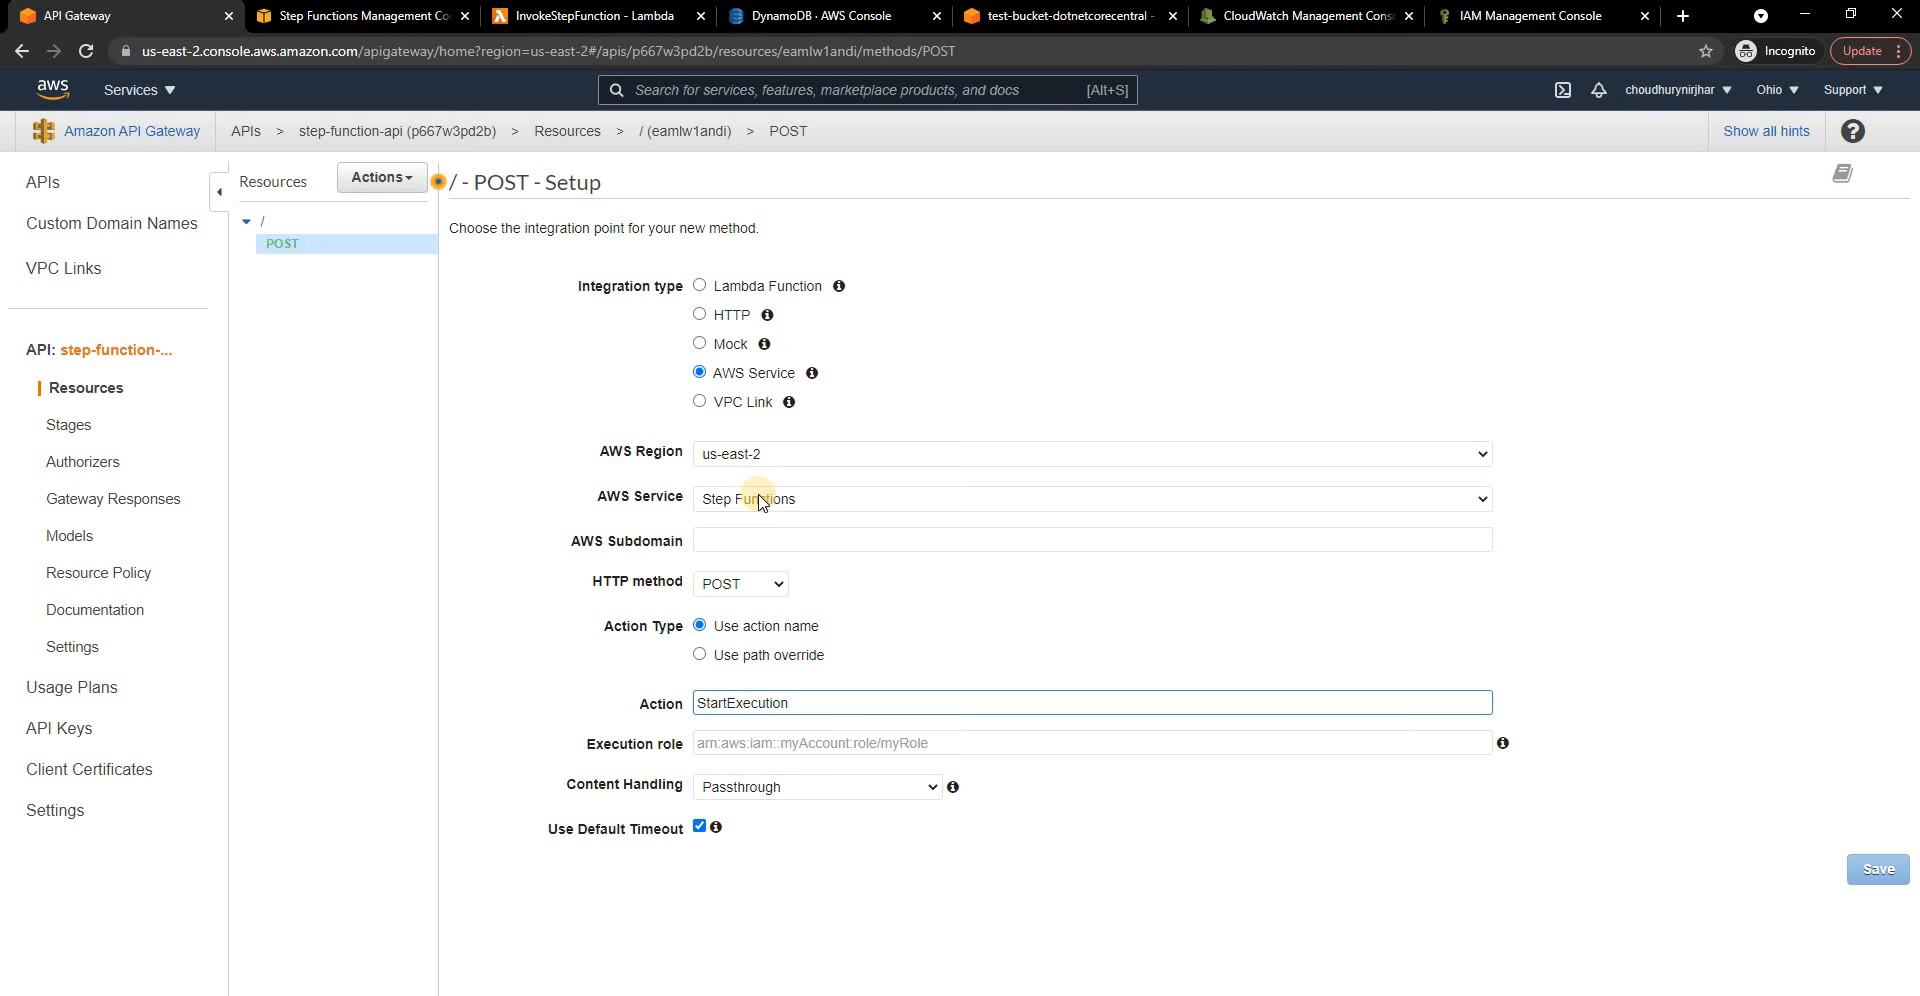 API Gateway
Step Functions Management Co
InvokeStepFunction - Lambda
DynamoDB · AWS Console
test-bucket-dotnetcorecentral -
CloudWatch Management Cons
IAM Management Console
us-east-2.console.aws.amazon.com/apigateway/home?region=us-east-2#/apis/p667w3pd2b/resources/eamlw1andi/methods/POST
Incognito
Update
aws
Services
Search for services, features, marketplace products, and docs
[Alt+S]
choudhurynirjhar
Ohio
Support
Amazon API Gateway
APIs > step-function-api (p667w3pd2b) > Resources > / (eamlw1andi) > POST
Show all hints
APIs
Custom Domain Names
VPC Links
API: step-function-...
Resources
Stages
Authorizers
Gateway Responses
Models
Resource Policy
Documentation
Settings
Usage Plans
API Keys
Client Certificates
Settings
Resources
Actions
/
POST
/ - POST - Setup
Choose the integration point for your new method.
Integration type
Lambda Function
HTTP
Mock
AWS Service
VPC Link
AWS Region us-east-2
AWS Service Step Functions
AWS Subdomain
HTTP method POST
Action Type
Use action name
Use path override
Action StartExecution
Execution role arn:aws:iam::myAccount:role/myRole
Content Handling Passthrough
Use Default Timeout
Save